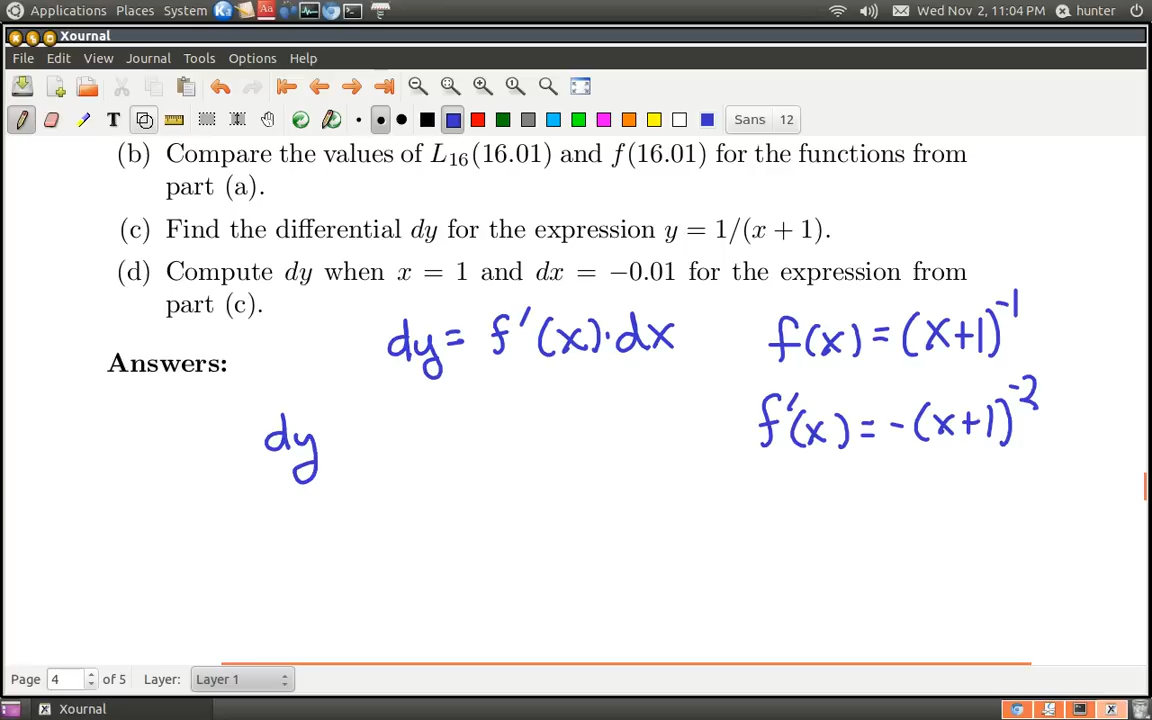 Applications Places System Aa Wed Nov 2, 11:04 PM hunter
Xournal
File Edit View Journal Tools Options Help
T Sans 12
(b) Compare the values of L₁₆(16.01) and f(16.01) for the functions from
part (a).
(c) Find the differential dy for the expression y = 1/(x + 1).
(d) Compute dy when x = 1 and dx = −0.01 for the expression from
part (c).
dy = f'(x)·dx f(x) = (x+1)⁻¹
Answers:
f'(x) = -(x+1)⁻²
dy
Page 4 of 5 Layer: Layer 1
Xournal